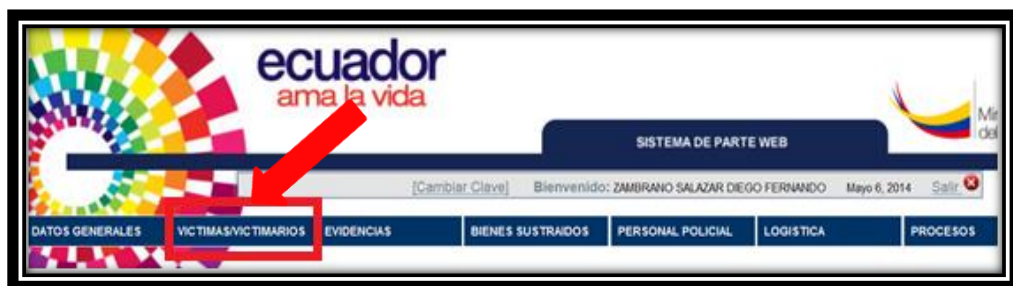 ecuador
ama la vida
SISTEMA DE PARTE WEB
[Cambiar Clave] Bienvenido: ZAMBRANO SALAZAR DIEGO FERNANDO Mayo 6, 2014 Salir
DATOS GENERALES VICTIMAS/VICTIMARIOS EVIDENCIAS BIENES SUSTRAIDOS PERSONAL POLICIAL LOGISTICA PROCESOS